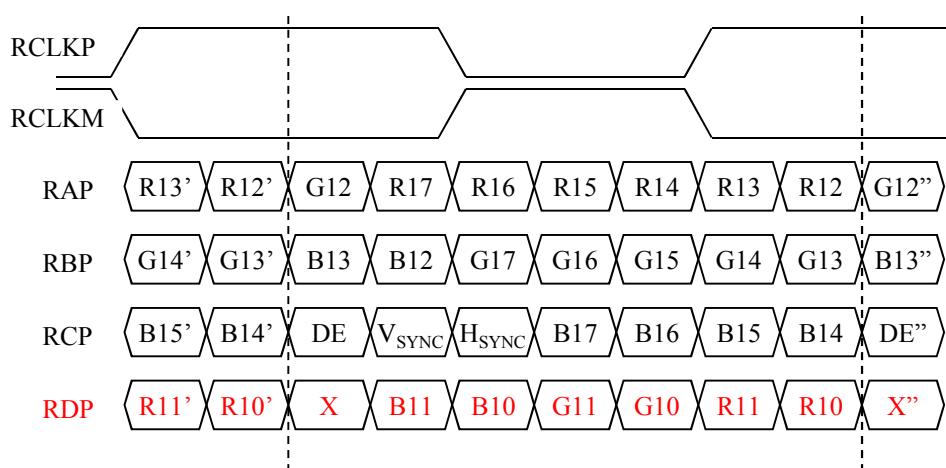 RCLKP
RCLKM
RAP R13’ R12’ G12 R17 R16 R15 R14 R13 R12 G12”
RBP G14’ G13’ B13 B12 G17 G16 G15 G14 G13 B13”
RCP B15’ B14’ DE VSYNC HSYNC B17 B16 B15 B14 DE”
RDP R11’ R10’ X B11 B10 G11 G10 R11 R10 X”